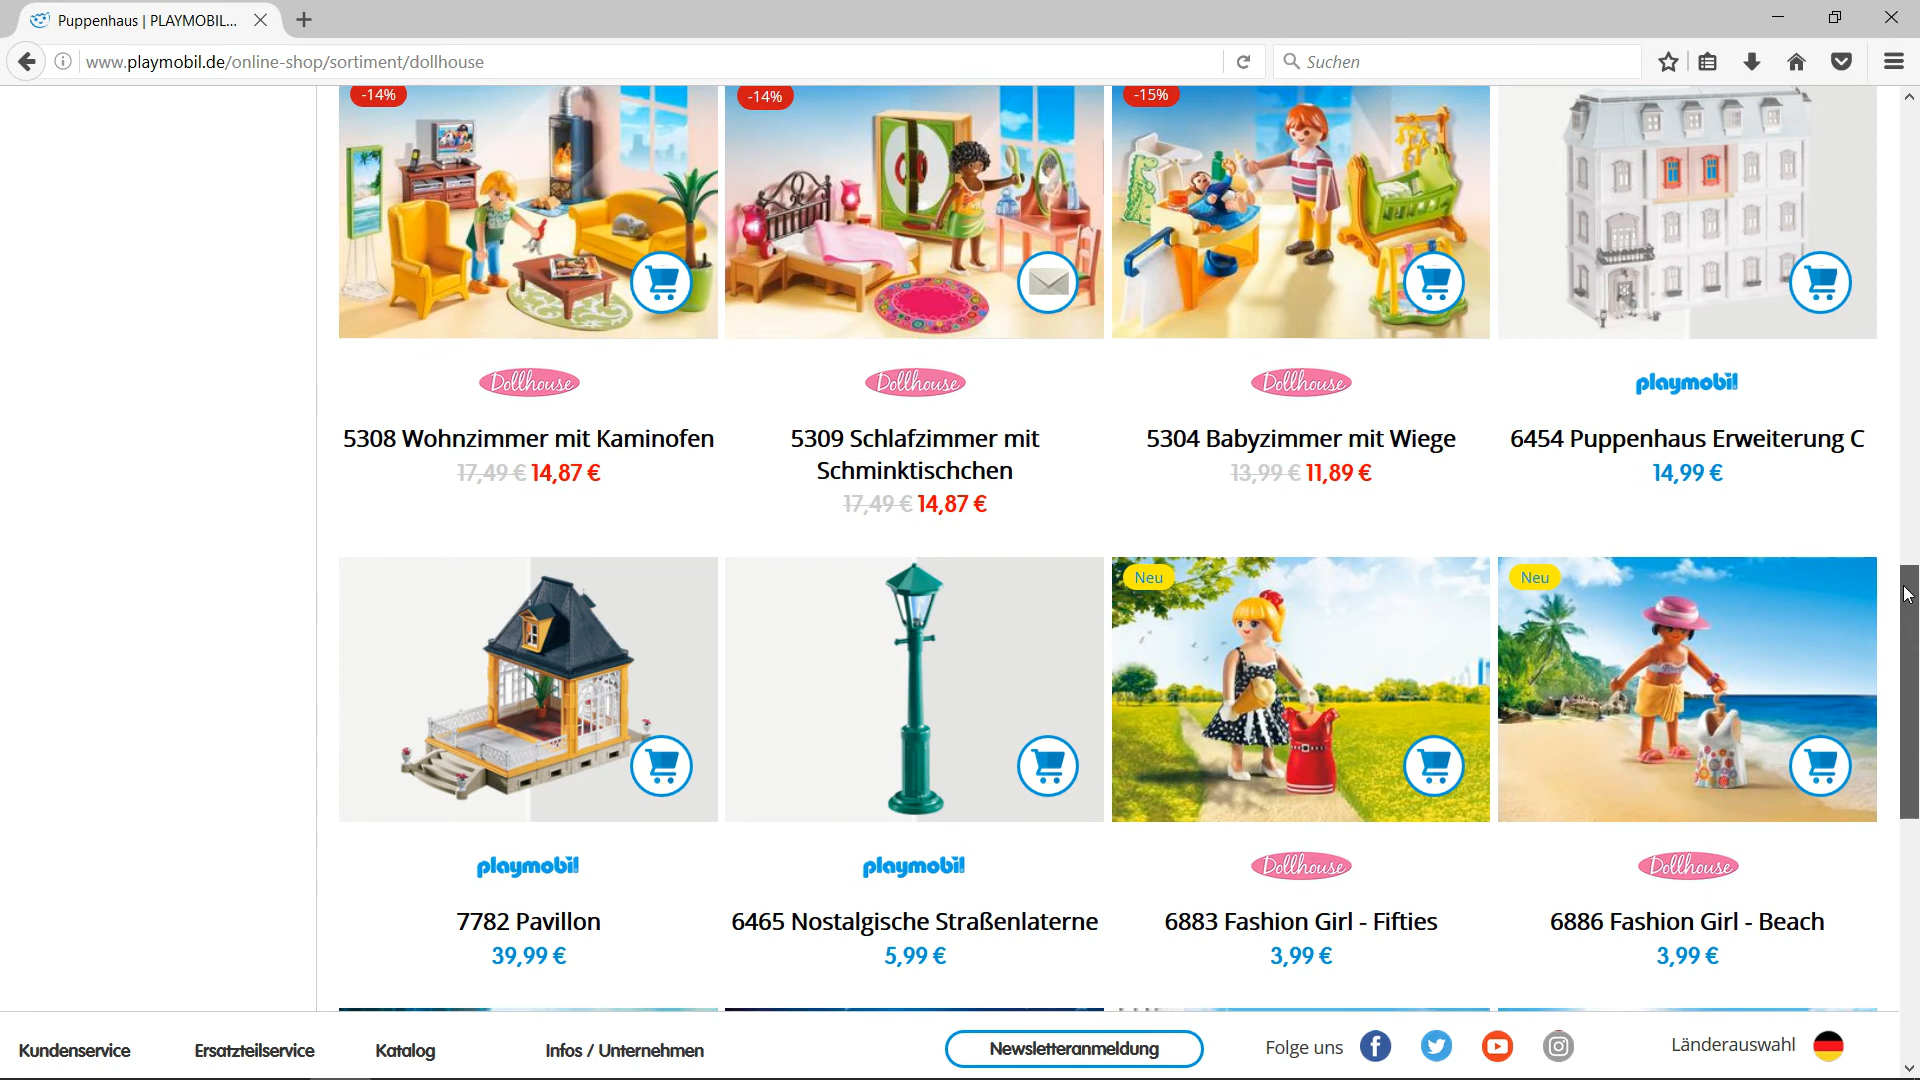 Puppenhaus | PLAYMOBIL...
www.playmobil.de/online-shop/sortiment/dollhouse
Suchen
-14%
-14%
-15%
Dollhouse
Dollhouse
Dollhouse
playmobil
5308 Wohnzimmer mit Kaminofen
17,49 € 14,87 €
5309 Schlafzimmer mit
Schminktischchen
17,49 € 14,87 €
5304 Babyzimmer mit Wiege
13,99 € 11,89 €
6454 Puppenhaus Erweiterung C
14,99 €
Neu
Neu
playmobil
playmobil
Dollhouse
Dollhouse
7782 Pavillon
39,99 €
6465 Nostalgische Straßenlaterne
5,99 €
6883 Fashion Girl - Fifties
3,99 €
6886 Fashion Girl - Beach
3,99 €
Kundenservice
Ersatzteilservice
Katalog
Infos / Unternehmen
Newsletteranmeldung
Folge uns
Länderauswahl